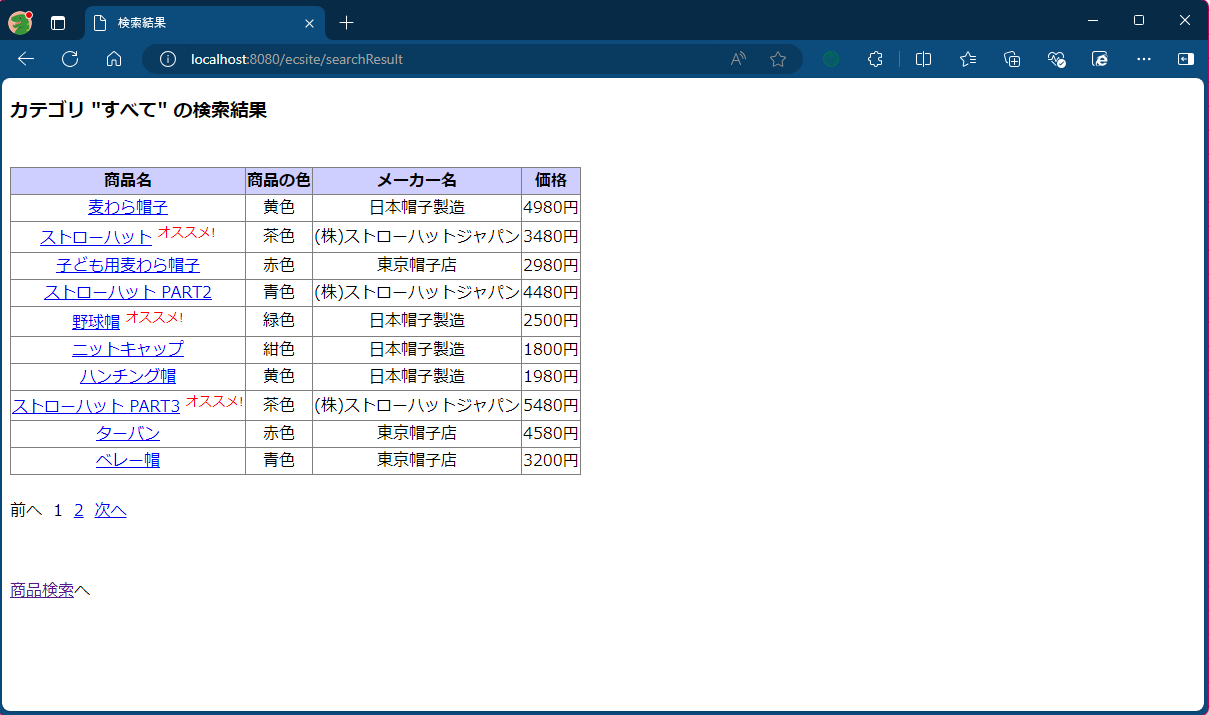 検索結果
localhost:8080/ecsite/searchResult
カテゴリ "すべて" の検索結果
商品名 商品の色 メーカー名 価格
麦わら帽子 黄色 日本帽子製造 4980円
ストローハット オススメ! 茶色 (株)ストローハットジャパン 3480円
子ども用麦わら帽子 赤色 東京帽子店 2980円
ストローハット PART2 青色 (株)ストローハットジャパン 4480円
野球帽 オススメ! 緑色 日本帽子製造 2500円
ニットキャップ 紺色 日本帽子製造 1800円
ハンチング帽 黄色 日本帽子製造 1980円
ストローハット PART3 オススメ! 茶色 (株)ストローハットジャパン 5480円
ターバン 赤色 東京帽子店 4580円
ベレー帽 青色 東京帽子店 3200円
前へ 1 2 次へ
商品検索へ